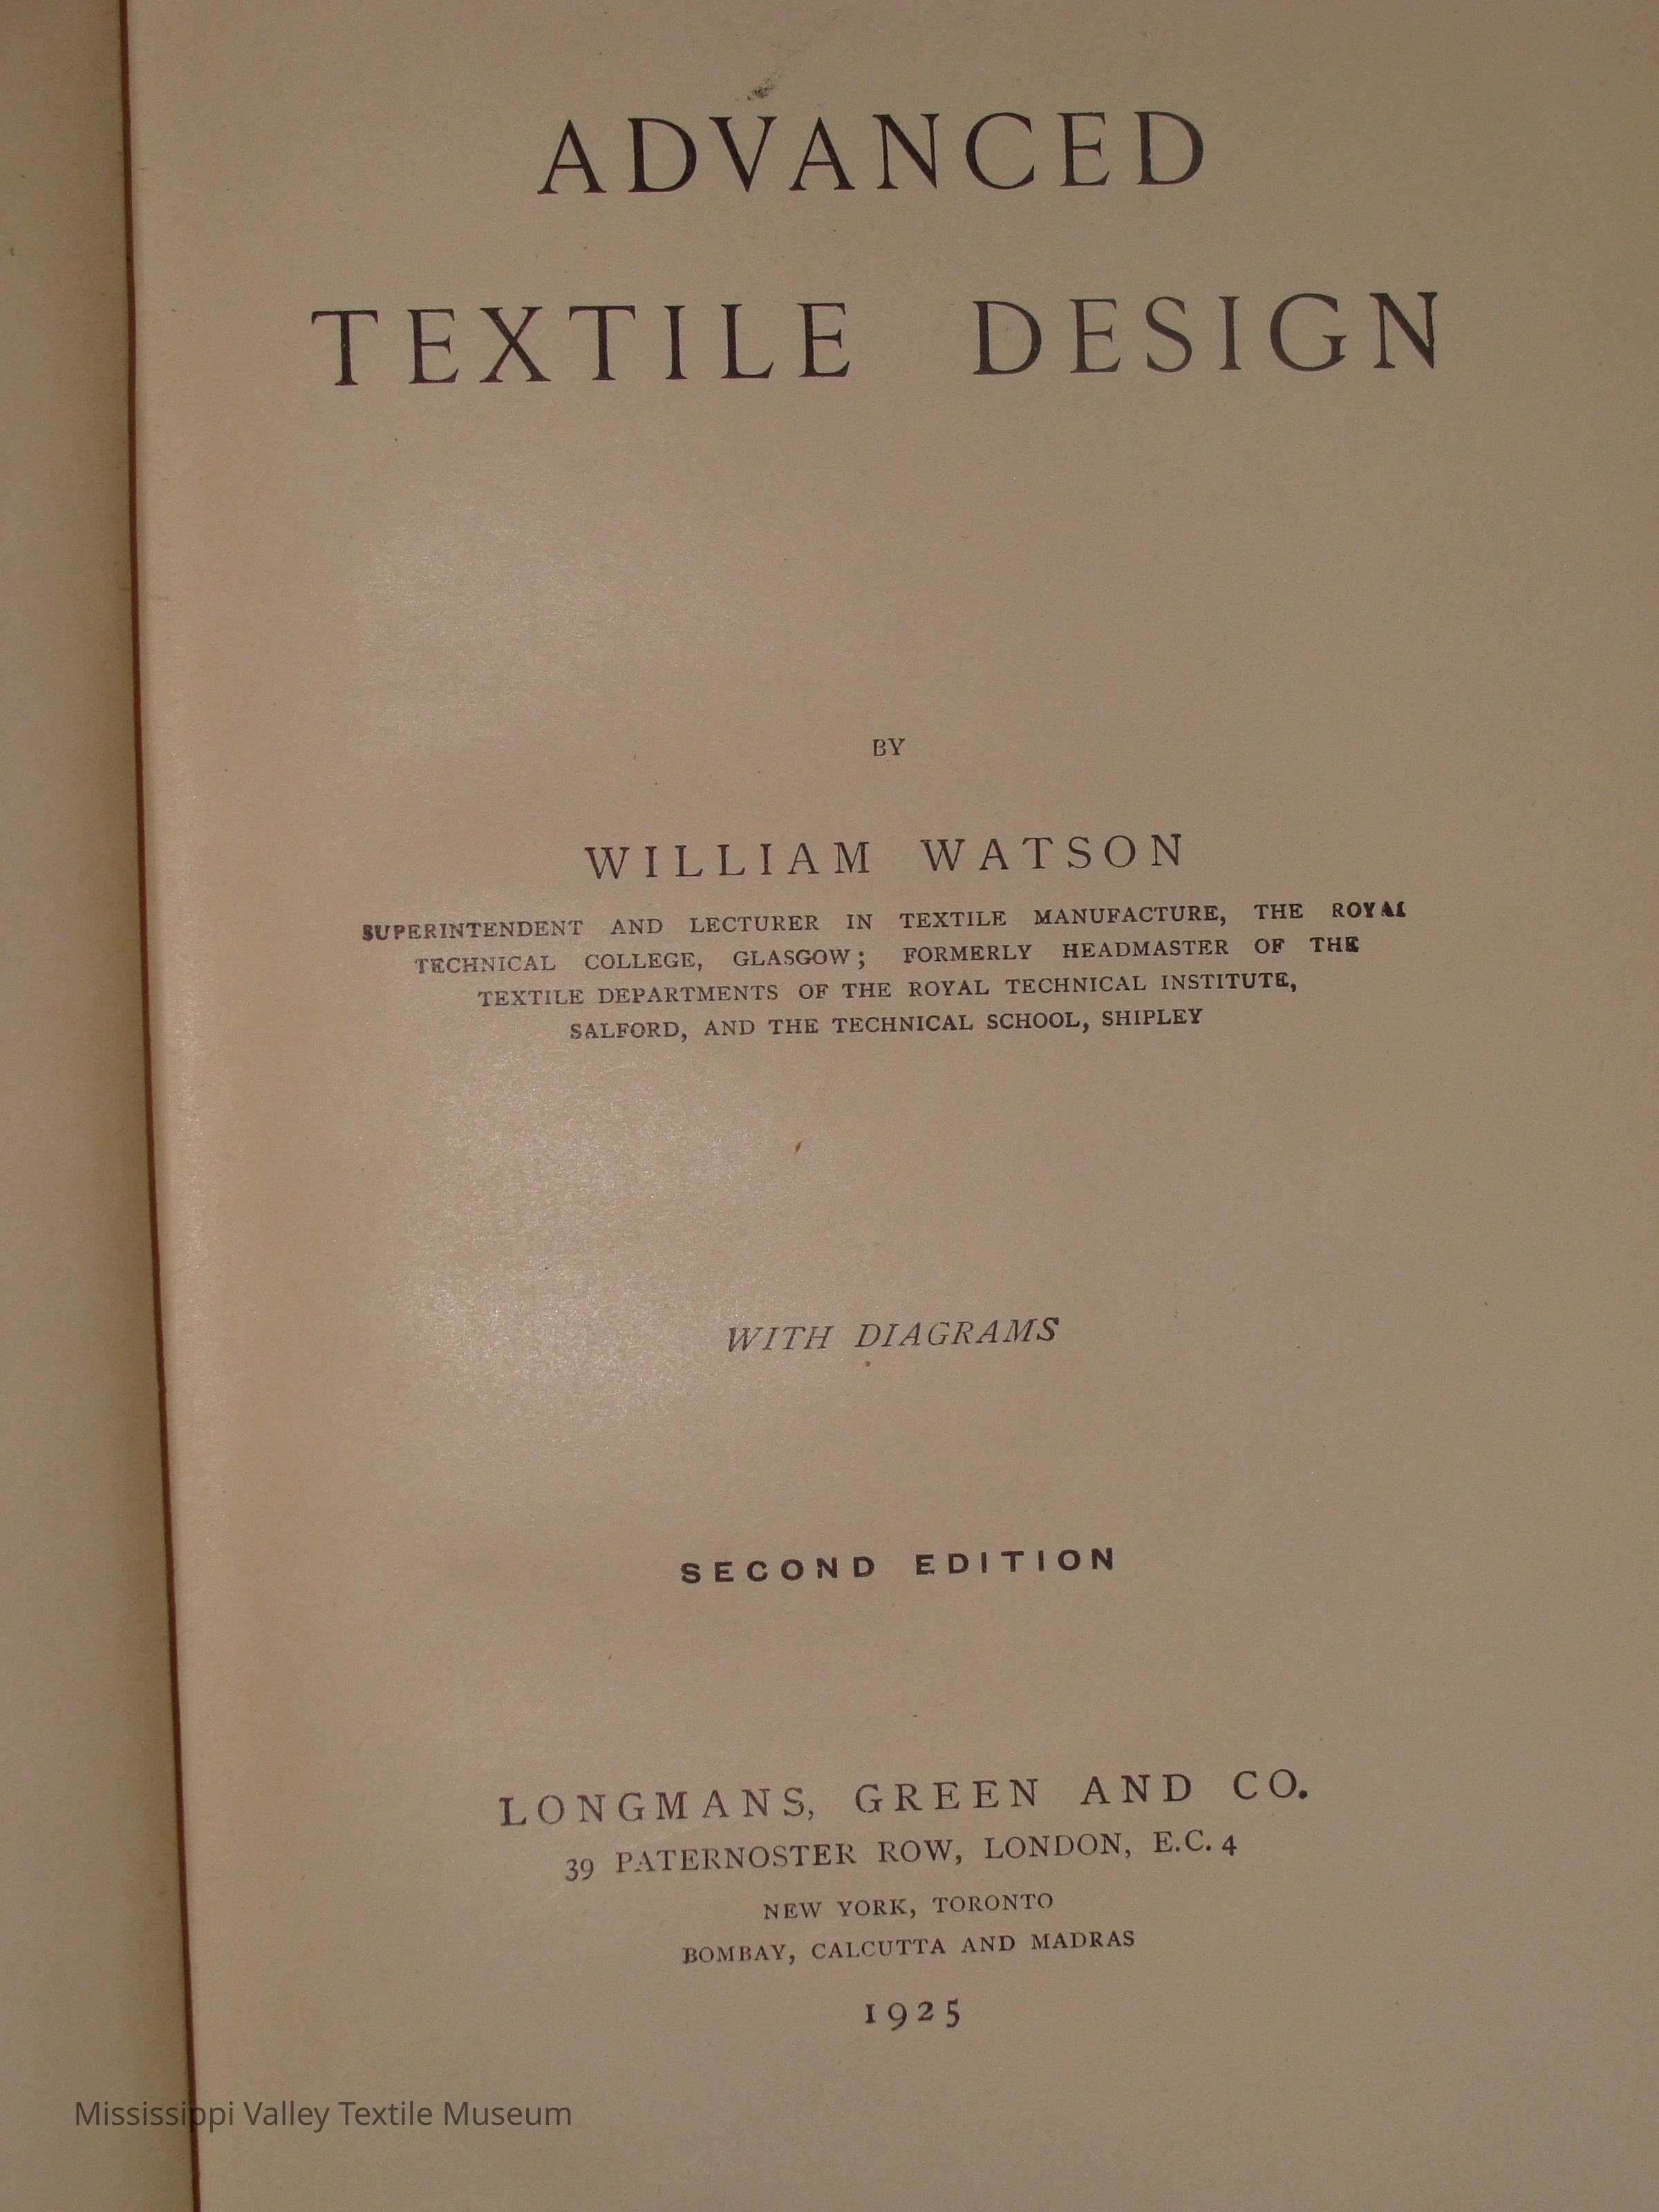 ADVANCED
TEXTILE DESIGN
BY
WILLIAM WATSON
SUPERINTENDENT AND LECTURER IN TEXTILE MANUFACTURE, THE ROYAL
TECHNICAL COLLEGE, GLASGOW; FORMERLY HEADMASTER OF THE
TEXTILE DEPARTMENTS OF THE ROYAL TECHNICAL INSTITUTE,
SALFORD, AND THE TECHNICAL SCHOOL, SHIPLEY
WITH DIAGRAMS
SECOND EDITION
LONGMANS, GREEN AND CO.
39 PATERNOSTER ROW, LONDON, E.C. 4
NEW YORK, TORONTO
BOMBAY, CALCUTTA AND MADRAS
1925
Mississippi Valley Textile Museum